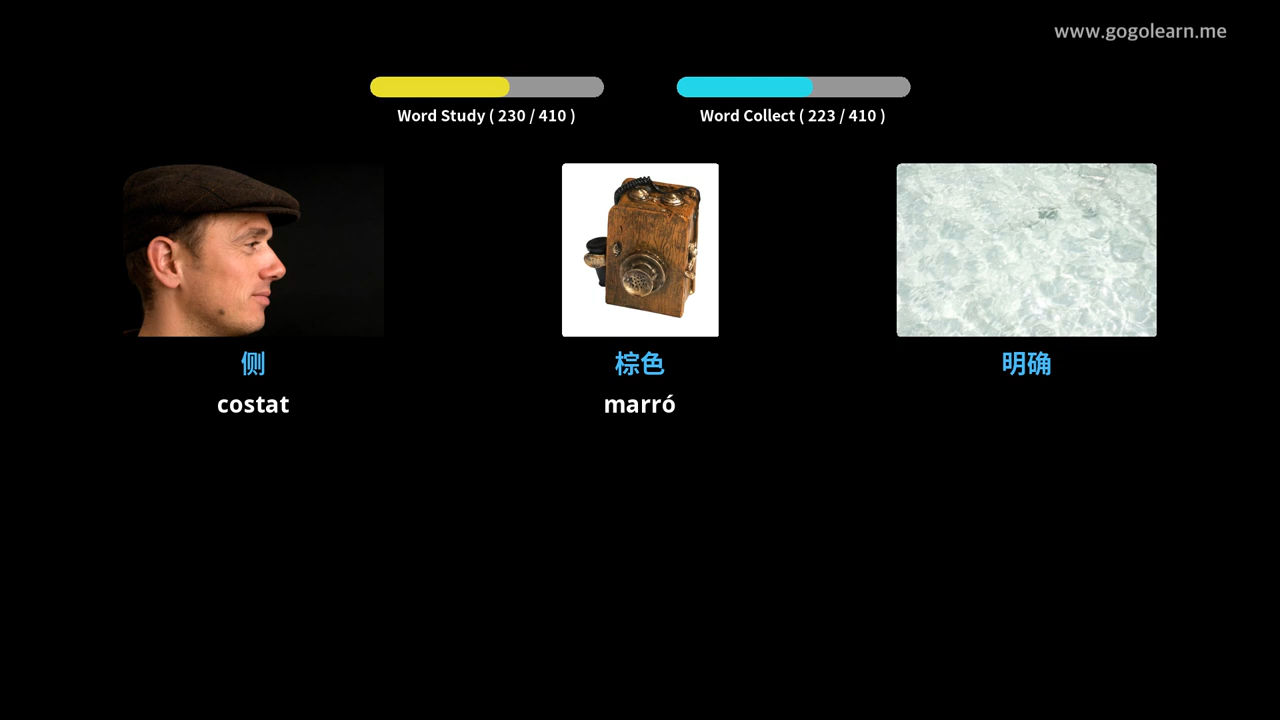 www.gogolearn.me
Word Study ( 230 / 410 )
Word Collect ( 223 / 410 )
侧
棕色
明确
costat
marró